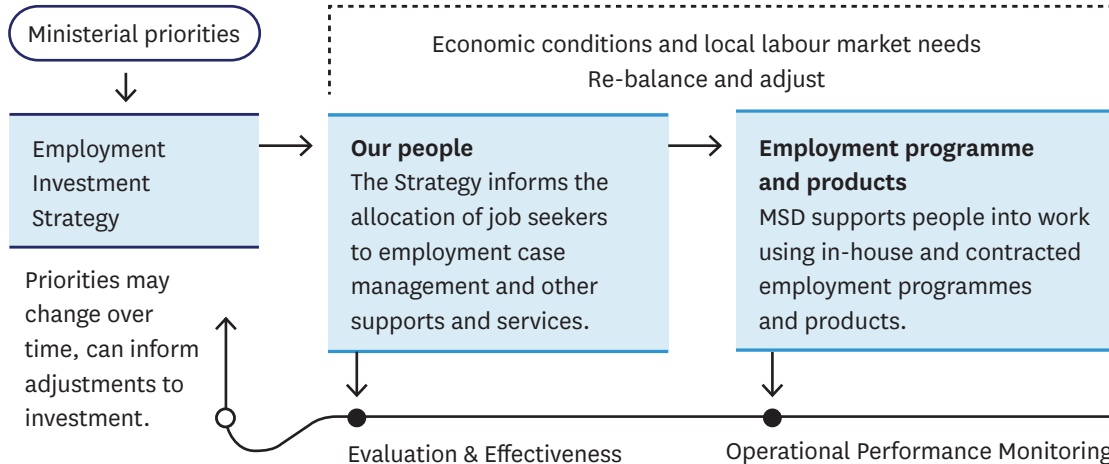 Ministerial priorities
Economic conditions and local labour market needs
Re-balance and adjust
Employment
Investment
Strategy
Our people
The Strategy informs the
allocation of job seekers
to employment case
management and other
supports and services.
Employment programme
and products
MSD supports people into work
using in-house and contracted
employment programmes
and products.
Priorities may
change over
time, can inform
adjustments to
investment.
Evaluation & Effectiveness
Operational Performance Monitoring